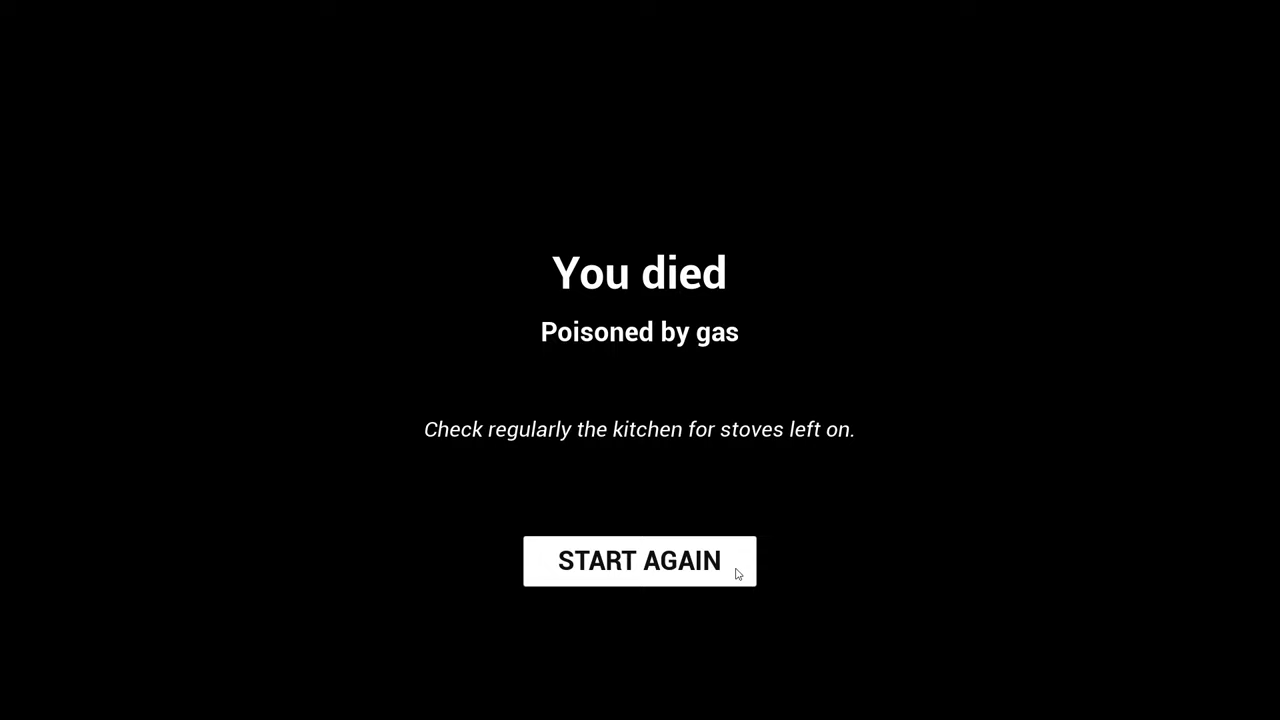 You died
Poisoned by gas
Check regularly the kitchen for stoves left on.
START AGAIN